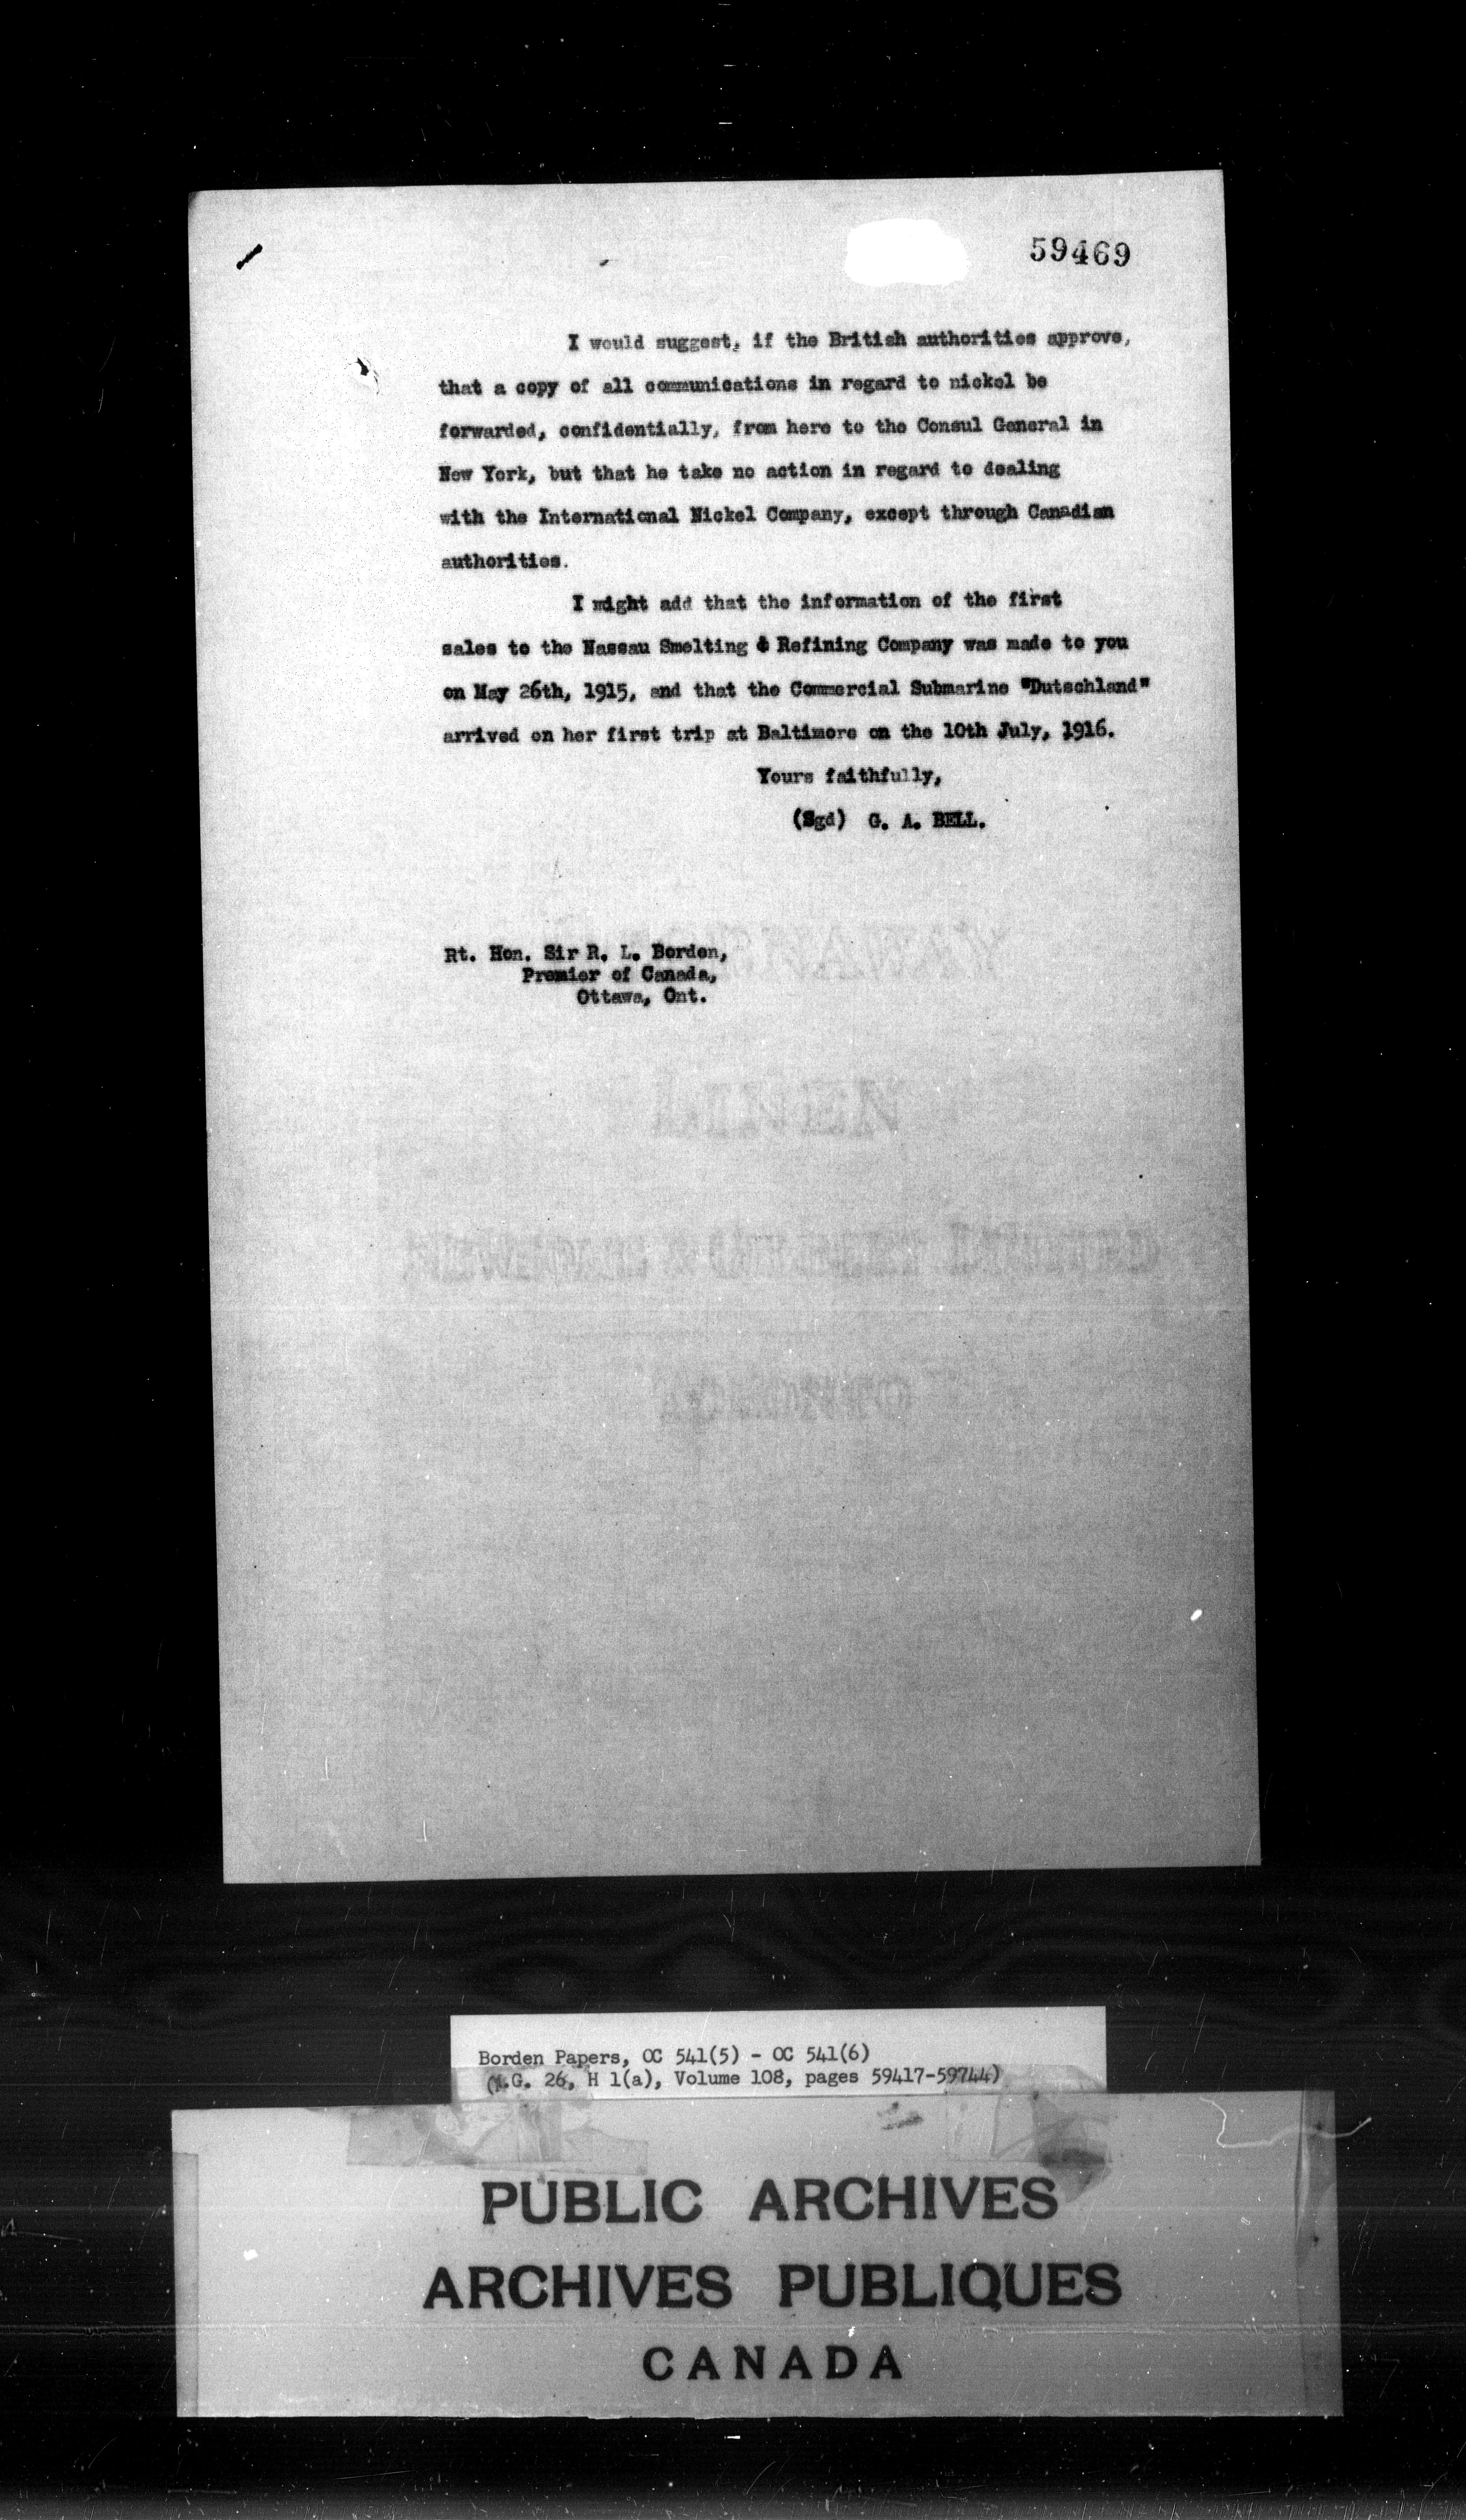 59469
I would suggest, if the British authorities approve,
that a copy of all communications in regard to nickel be
forwarded, confidentially, from here to the Consul General in
New York, but that he take no action in regard to dealing
with the International Nickel Company, except through Canadian
authorities.
I might add that the information of the first
sales to the Nassau Smelting & Refining Company was made to you
on May 26th, 1915, and that the Commercial Submarine "Dutschland"
arrived on her first trip at Baltimore on the 10th July, 1916.
Yours faithfully,
(Sgd) G. A. BELL.
Rt. Hon. Sir R. L. Borden,
Premier of Canada,
Ottawa, Ont.
Borden Papers, OC 541(5) - OC 541(6)
(M.G. 26, H 1(a), Volume 108, pages 59417-59744)
PUBLIC ARCHIVES
ARCHIVES PUBLIQUES
CANADA